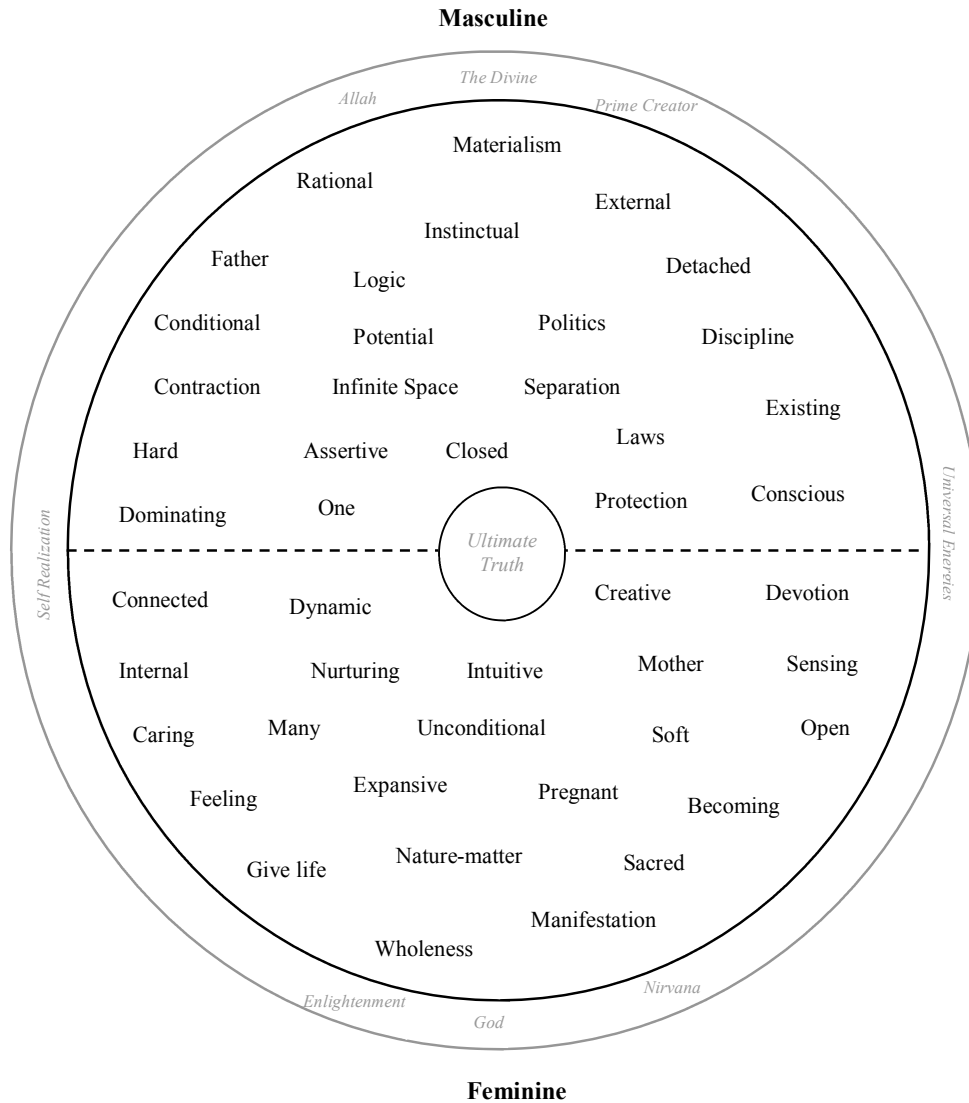 Masculine
The Divine
Allah
Prime Creator
Materialism
Rational
External
Instinctual
Father
Detached
Logic
Conditional
Potential
Politics
Discipline
Contraction
Infinite Space
Separation
Existing
Hard
Assertive
Closed
Laws
Dominating
One
Protection
Conscious
Self Realization
Ultimate
Truth
Universal Energies
Connected
Dynamic
Creative
Devotion
Internal
Nurturing
Intuitive
Mother
Sensing
Caring
Many
Unconditional
Soft
Open
Feeling
Expansive
Pregnant
Becoming
Give life
Nature-matter
Sacred
Wholeness
Manifestation
Enlightenment
God
Nirvana
Feminine